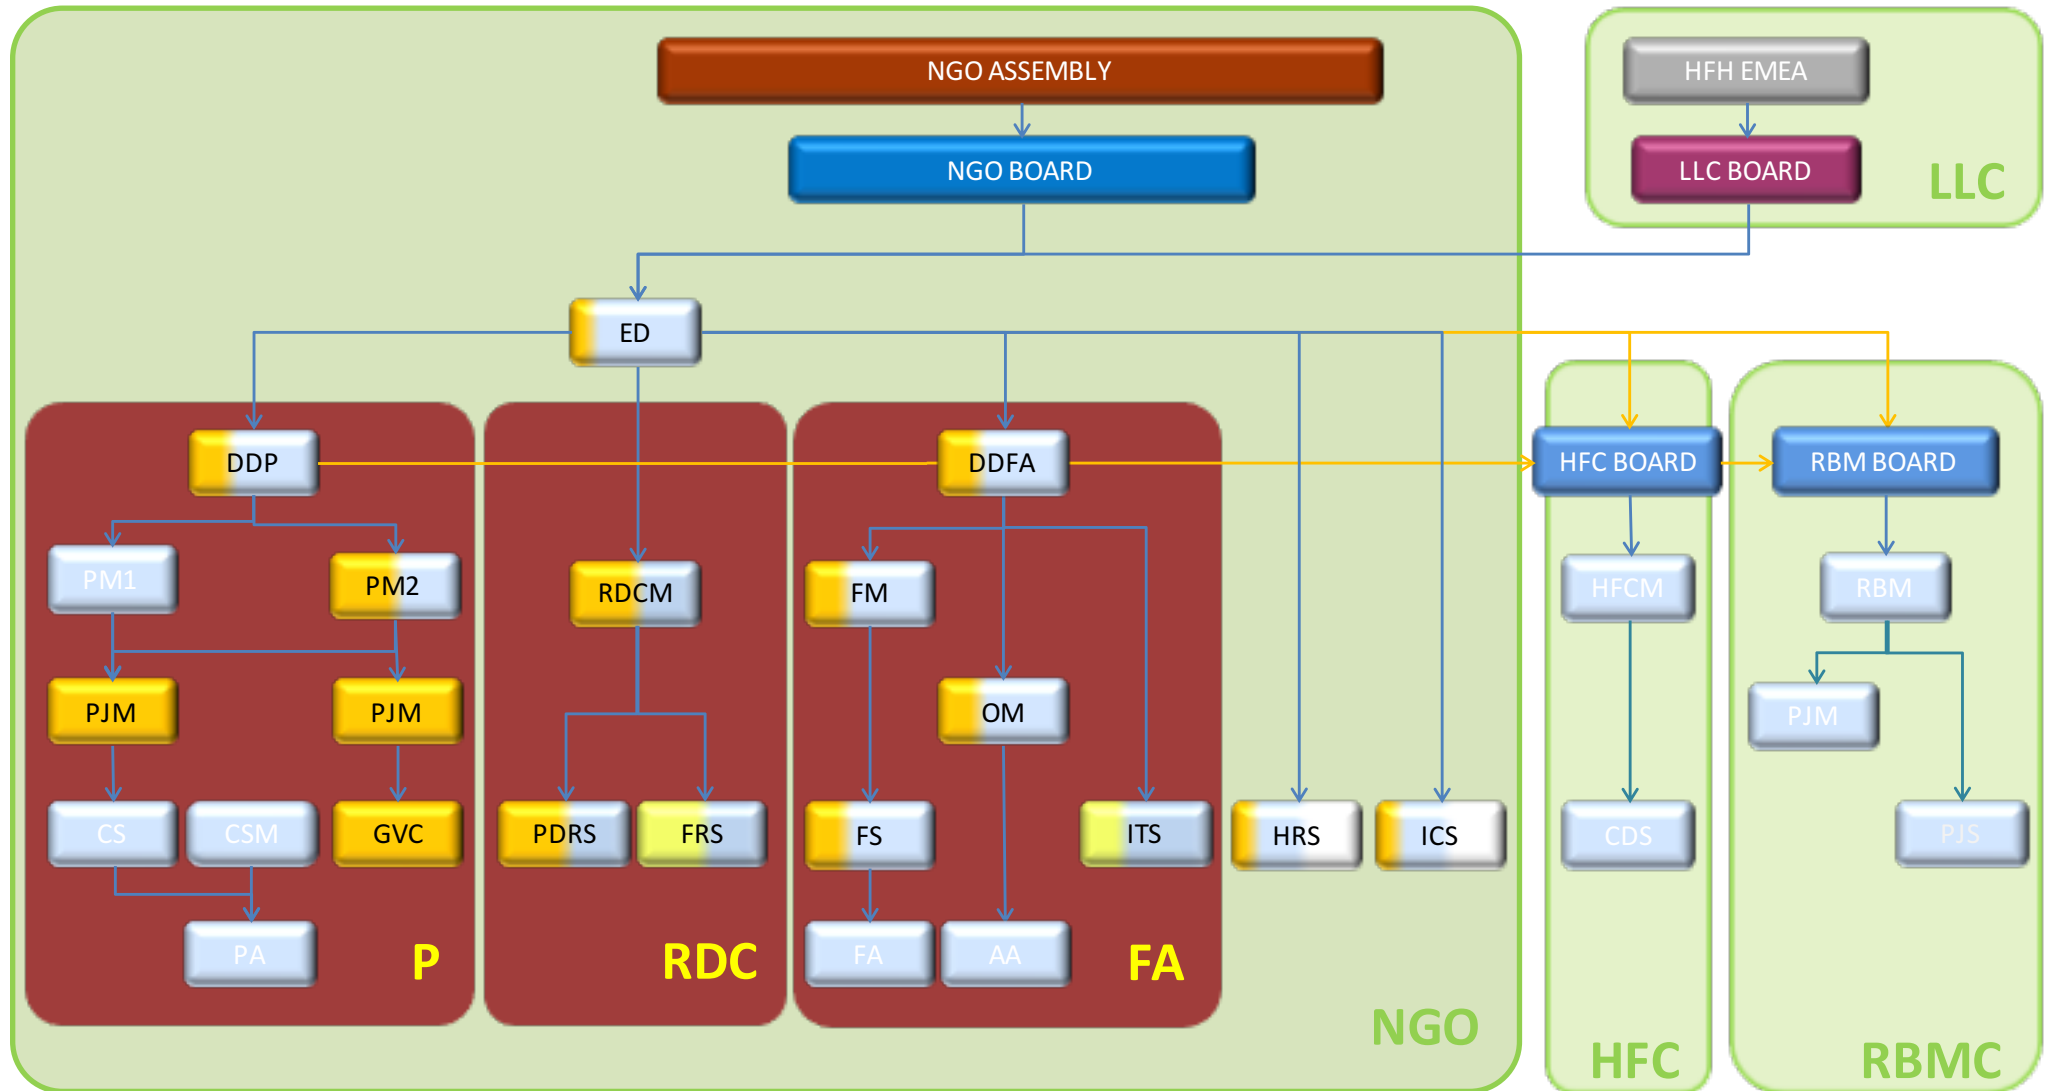 NGO ASSEMBLY
HFH EMEA
NGO BOARD
LLC BOARD
LLC
ED
DDP
DDFA
HFC BOARD
RBM BOARD
PM1
PM2
RDCM
FM
HFCM
RBM
PJM
PJM
OM
PJM
CS
CSM
GVC
PDRS
FRS
FS
ITS
HRS
ICS
CDS
PJS
PA
P
RDC
FA
AA
FA
NGO
HFC
RBMC